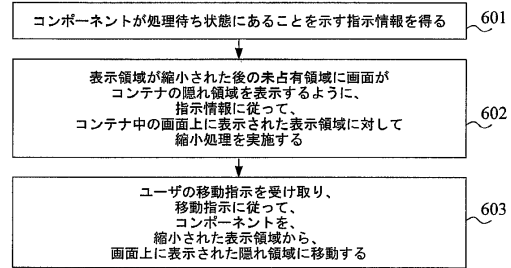 コンポーネントが処理待ち状態にあることを示す指示情報を得る
601
表示領域が縮小された後の未占有領域に画面が
コンテナの隠れ領域を表示するように、
指示情報に従って、
コンテナ中の画面上に表示された表示領域に対して
縮小処理を実施する
602
ユーザの移動指示を受け取り、
移動指示に従って、
コンポーネントを、
縮小された表示領域から、
画面上に表示された隠れ領域に移動する
603